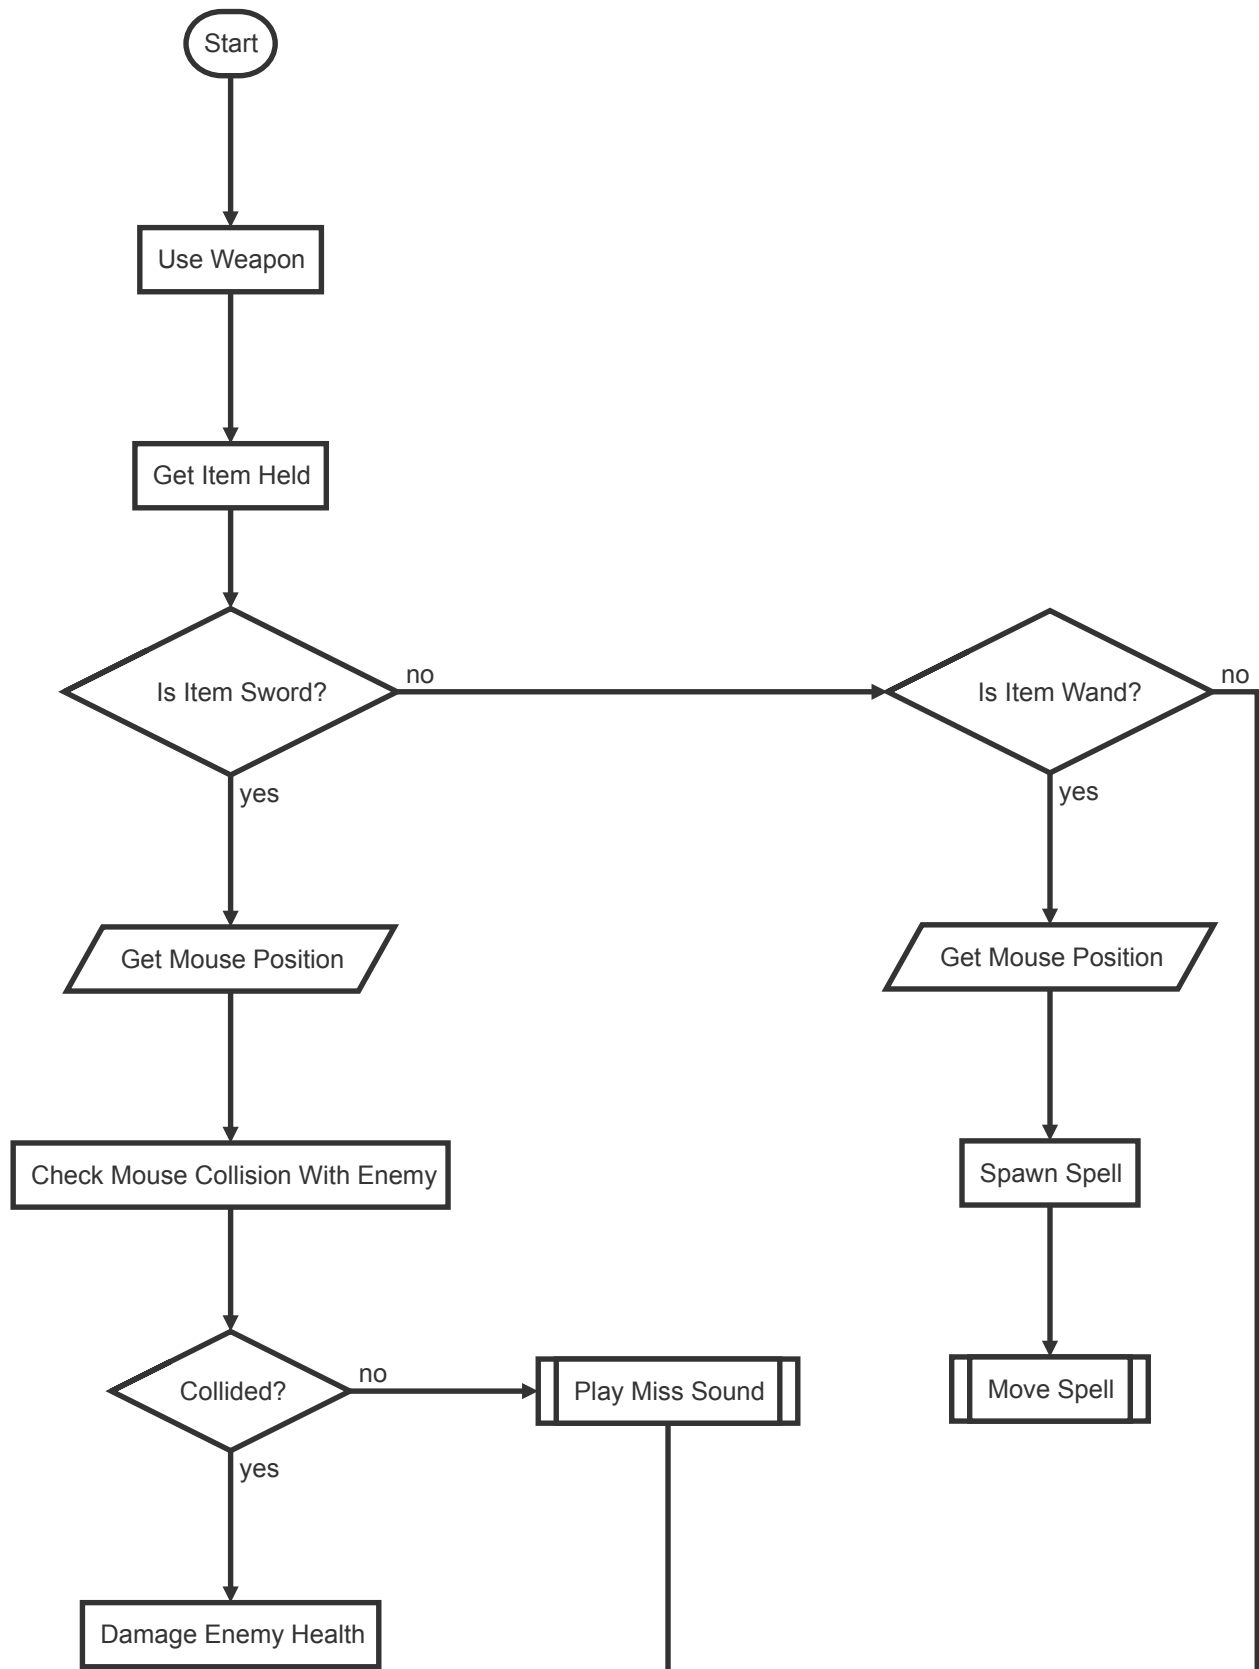 Start
Use Weapon
Get Item Held
Is Item Sword?
no
Is Item Wand?
no
yes
yes
Get Mouse Position
Get Mouse Position
Check Mouse Collision With Enemy
Spawn Spell
Collided?
no
Play Miss Sound
Move Spell
yes
Damage Enemy Health